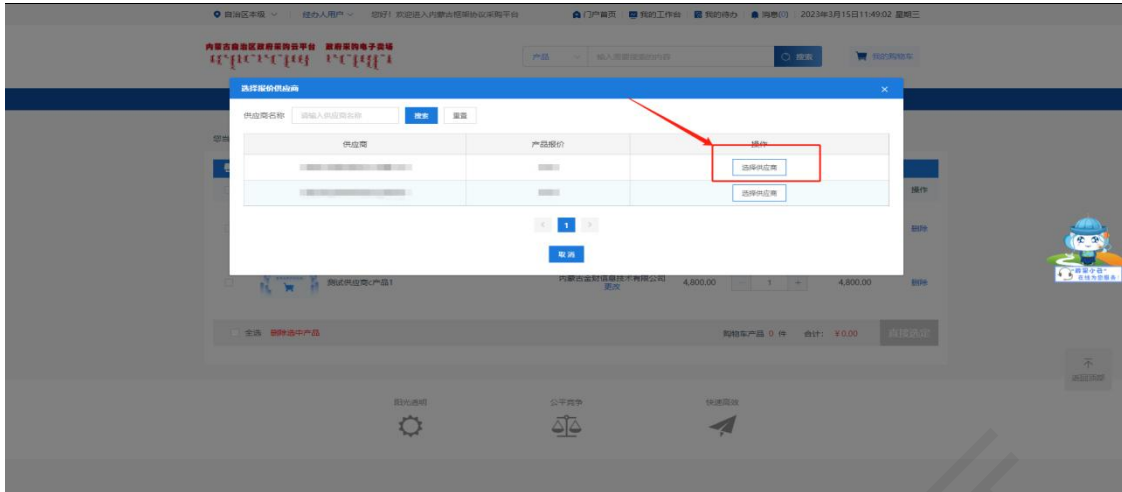 自治区本级 经办人用户 您好！欢迎进入内蒙古框架协议采购平台 门户首页 我的工作台 我的待办 消息(0) 2023年3月15日11:49:02 星期三
内蒙古自治区政府采购云平台 政府采购电子卖场
产品 搜索 我的购物车
选择报价供应商 ×
供应商名称 请输入供应商名称 搜索 重置
供应商 产品报价 操作
选择供应商
选择供应商
操作
1
删除
取消
测试供应商c产品1 内蒙古金财信息技术有限公司 4,800.00 - 1 + 4,800.00 删除
更改
全选 删除选中产品 购物车产品 0 件 合计： ￥0.00 直接选定
返回顶部
阳光透明 公平竞争 快速高效